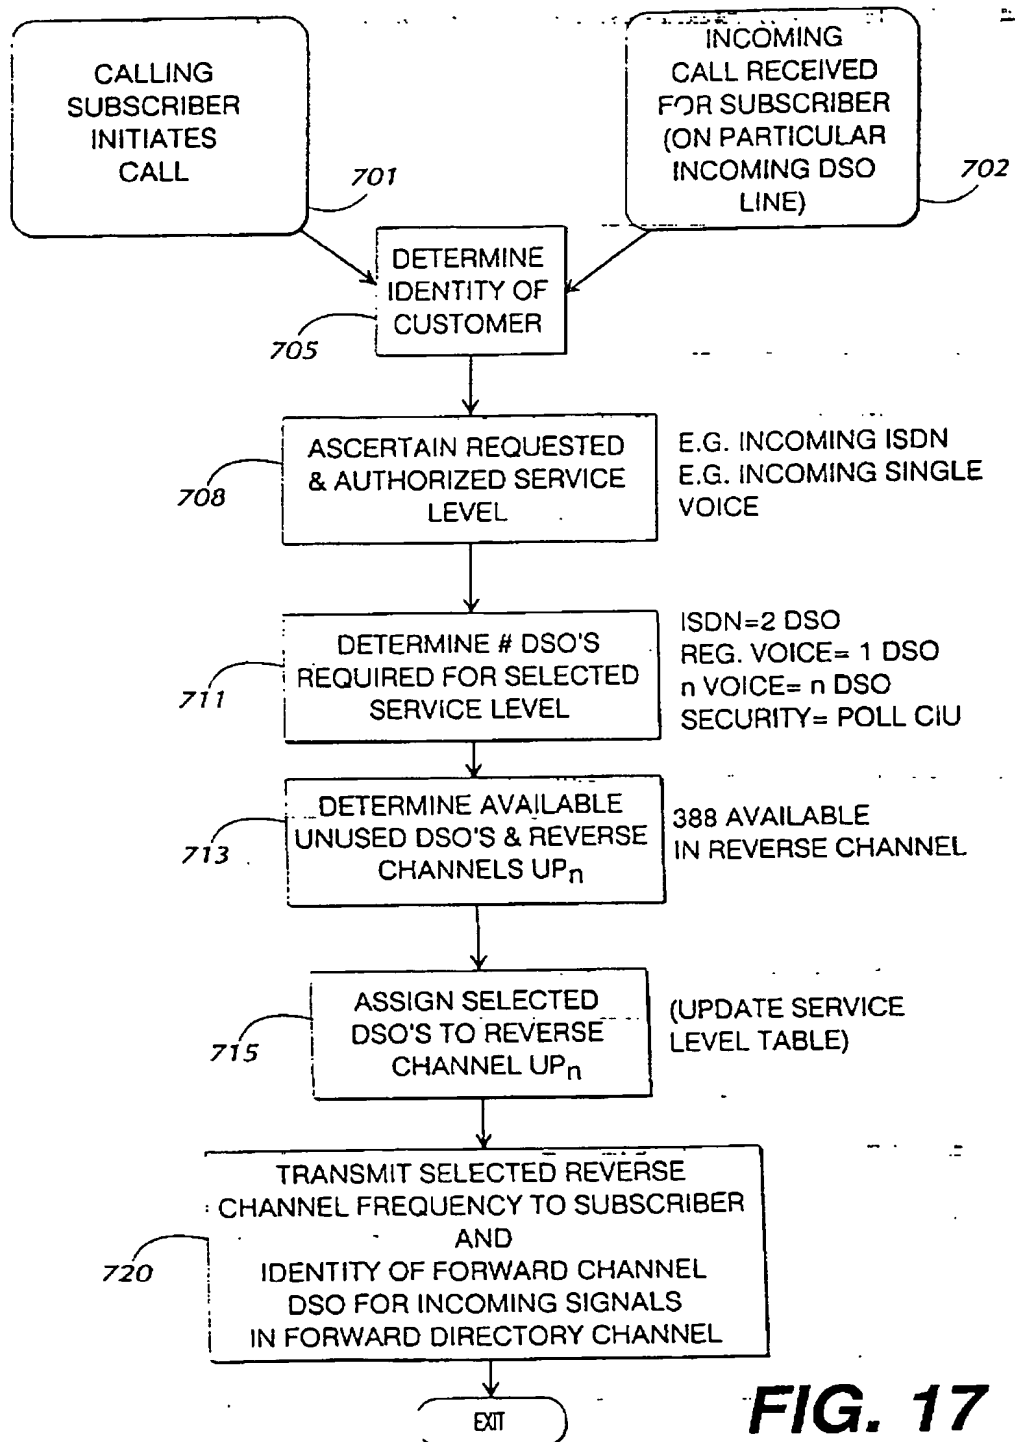 CALLING
SUBSCRIBER
INITIATES
CALL
701
INCOMING
CALL RECEIVED
FOR SUBSCRIBER
(ON PARTICULAR
INCOMING DSO
LINE)
702
DETERMINE
IDENTITY OF
CUSTOMER
705
ASCERTAIN REQUESTED
& AUTHORIZED SERVICE
LEVEL
708
E.G. INCOMING ISDN
E.G. INCOMING SINGLE
VOICE
DETERMINE # DSO'S
REQUIRED FOR SELECTED
SERVICE LEVEL
711
ISDN=2 DSO
REG. VOICE= 1 DSO
n VOICE= n DSO
SECURITY= POLL CIU
DETERMINE AVAILABLE
UNUSED DSO'S & REVERSE
CHANNELS UPn
713
388 AVAILABLE
IN REVERSE CHANNEL
ASSIGN SELECTED
DSO'S TO REVERSE
CHANNEL UPn
715
(UPDATE SERVICE
LEVEL TABLE)
TRANSMIT SELECTED REVERSE
CHANNEL FREQUENCY TO SUBSCRIBER
AND
IDENTITY OF FORWARD CHANNEL
DSO FOR INCOMING SIGNALS
IN FORWARD DIRECTORY CHANNEL
720
EXIT
FIG. 17